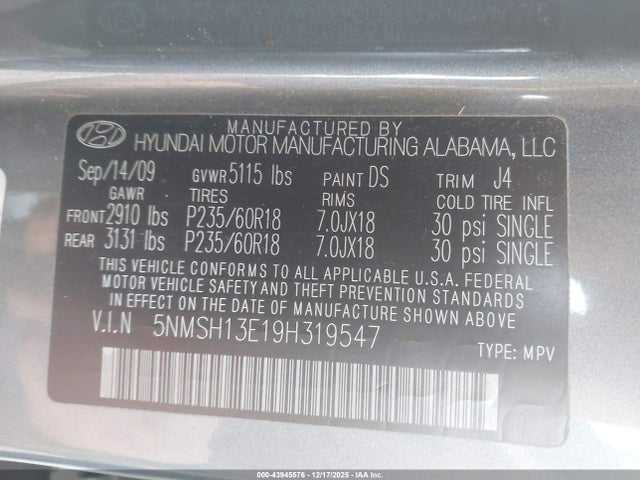 MANUFACTURED BY
HYUNDAI MOTOR MANUFACTURING ALABAMA, LLC
Sep/14/09 GVWR 5115 lbs PAINT DS TRIM J4
GAWR TIRES RIMS COLD TIRE INFL
FRONT 2910 lbs P235/60R18 7.0JX18 30 psi SINGLE
REAR 3131 lbs P235/60R18 7.0JX18 30 psi SINGLE
THIS VEHICLE CONFORMS TO ALL APPLICABLE U.S.A. FEDERAL
MOTOR VEHICLE SAFETY AND THEFT PREVENTION STANDARDS
IN EFFECT ON THE DATE OF MANUFACTURE SHOWN ABOVE.
V.I.N 5NMSH13E19H319547
TYPE: MPV
000-43945576 - 12/17/2025 - IAA Inc.